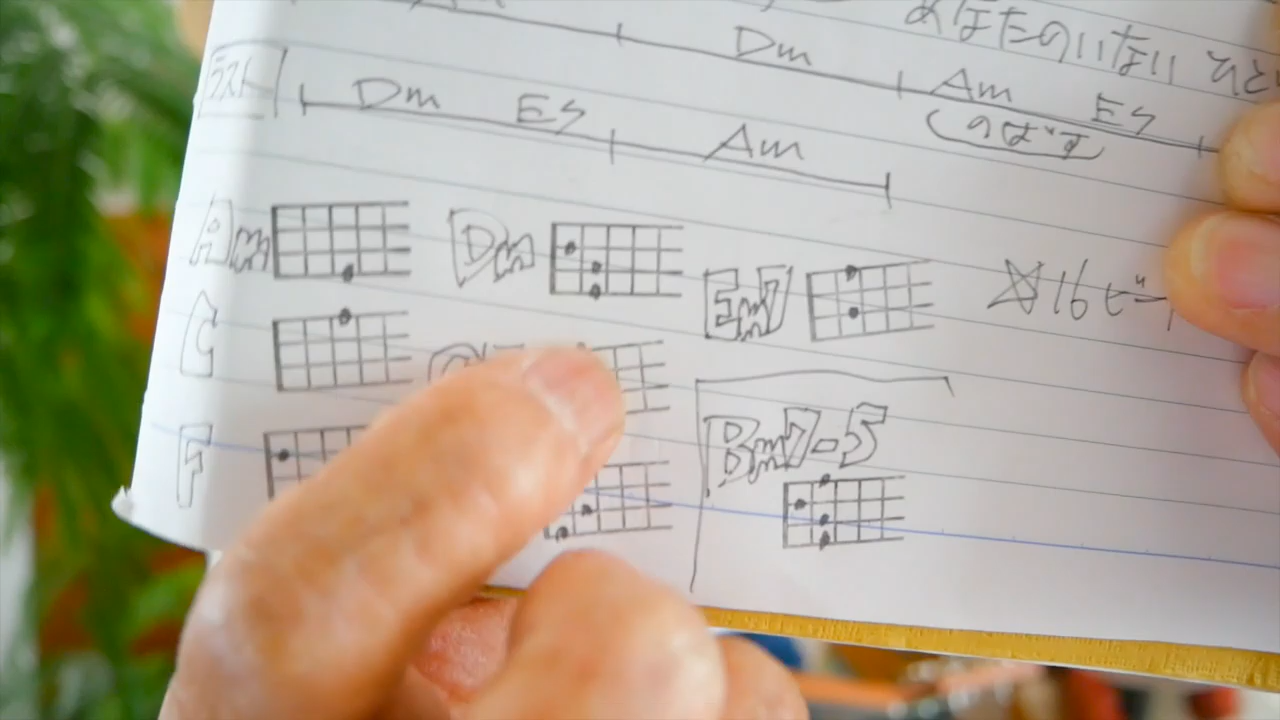 あなたのいない ひと
Dm Am E7
(のばす)
ラスト Dm E7 Am
Am Dm Em7 ☆16ビート
C
F Bm7-5